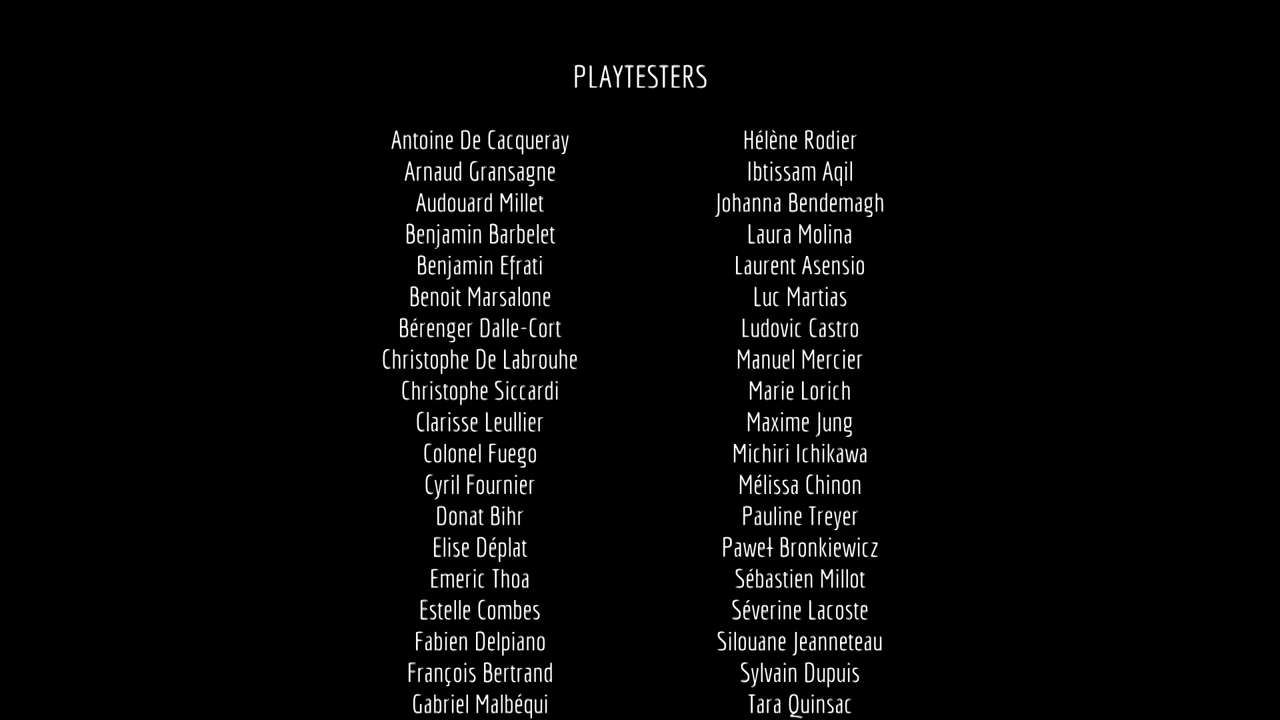 PLAYTESTERS
Antoine De Cacqueray
Arnaud Gransagne
Audouard Millet
Benjamin Barbelet
Benjamin Efrati
Benoit Marsalone
Bérenger Dalle-Cort
Christophe De Labrouhe
Christophe Siccardi
Clarisse Leullier
Colonel Fuego
Cyril Fournier
Donat Bihr
Elise Déplat
Emeric Thoa
Estelle Combes
Fabien Delpiano
François Bertrand
Gabriel Malbéqui
Hélène Rodier
Ibtissam Aqil
Johanna Bendemagh
Laura Molina
Laurent Asensio
Luc Martias
Ludovic Castro
Manuel Mercier
Marie Lorich
Maxime Jung
Michiri Ichikawa
Mélissa Chinon
Pauline Treyer
Paweł Bronkiewicz
Sébastien Millot
Séverine Lacoste
Silouane Jeanneteau
Sylvain Dupuis
Tara Quinsac